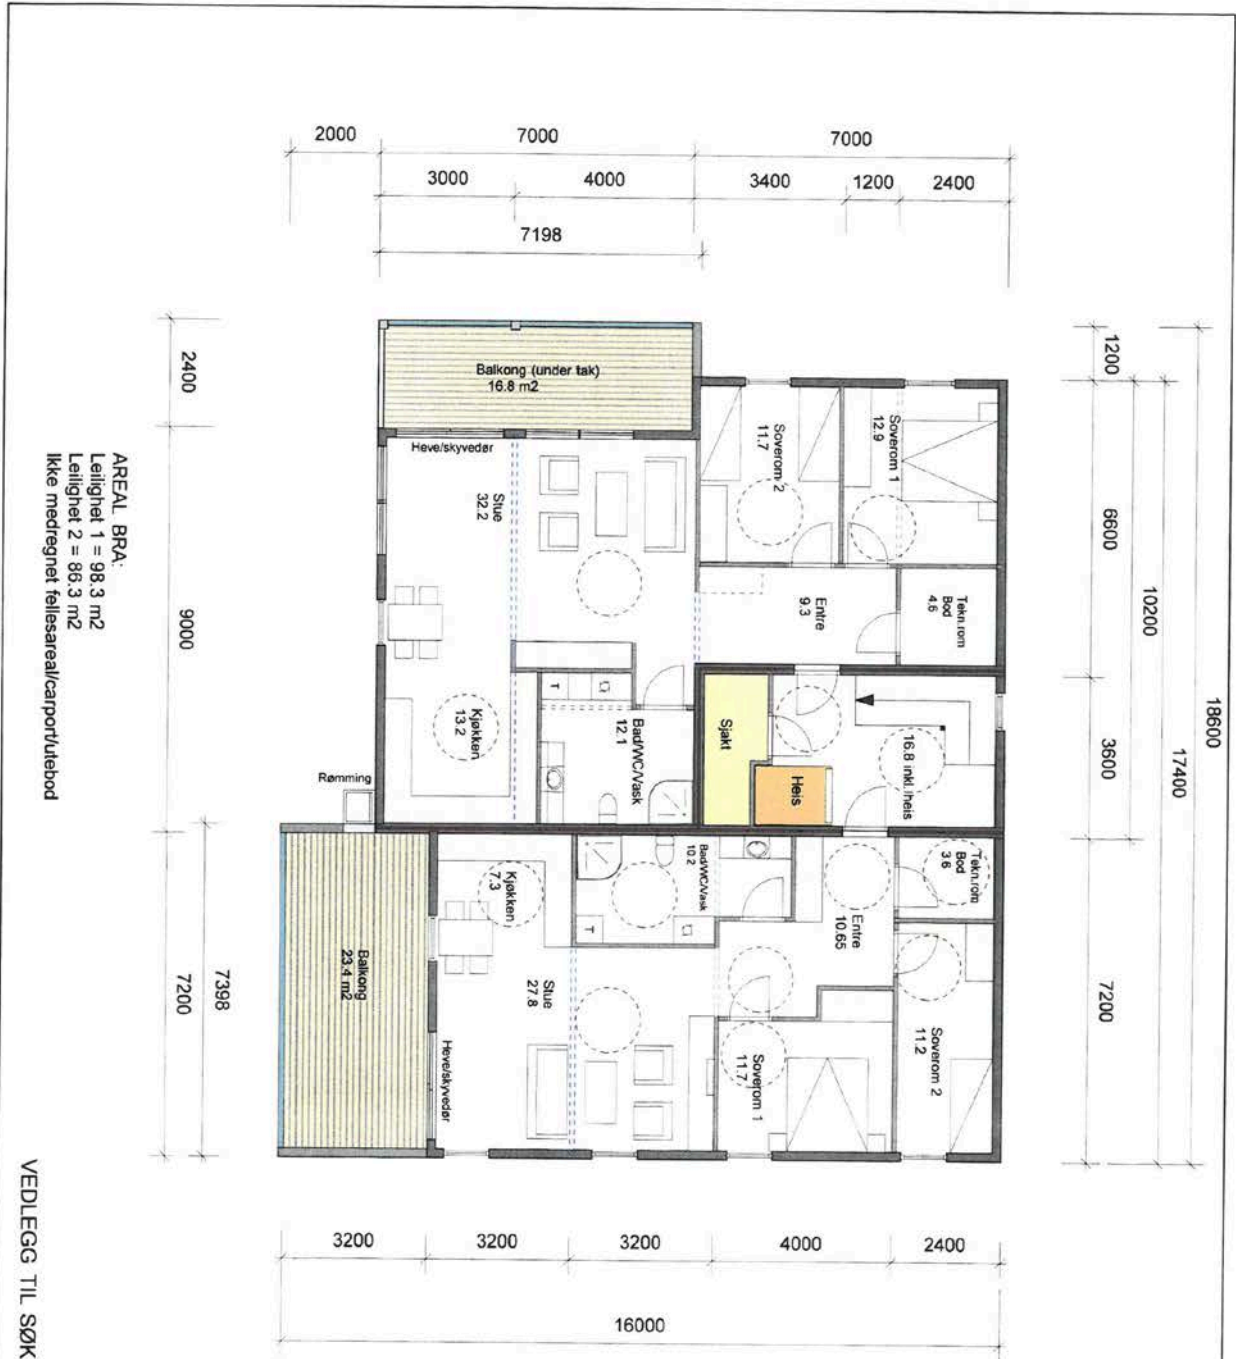 2000
7000
7000
3000
4000
3400
1200
2400
7198
18600
17400
10200
1200
6600
3600
7200
2400
9000
7200
7398
Balkong (under tak)
16.8 m2
Heve/skyvedør
Stue
32.2
Soverom 2
11.7
Soverom 1
12.9
Entre
9.3
Tekn.rom
Bod
4.6
Kjøkken
13.2
Bad/WC/Vask
12.1
T
Sjakt
Heis
16.8 inkl.heis
Rømming
Balkong
23.4 m2
Kjøkken
7.3
Bad/WC/Vask
10.2
T
Entre
10.65
Tekn.rom
Bod
3.6
Stue
27.8
Heve/skyvedør
Soverom 1
11.7
Soverom 2
11.2
AREAL BRA:
Leilighet 1 = 98.3 m2
Leilighet 2 = 86.3 m2
Ikke medregnet fellesareal/carport/utebod
3200
3200
3200
4000
2400
16000
VEDLEGG TIL SØK